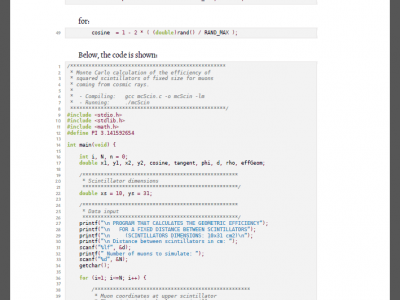 for:
49 cosine = 1 - 2 * ( (double)rand() / RAND_MAX );
Below, the code is shown:
1 /****************************************************
2 * Monte Carlo calculation of the efficiency of
3 * squared scintillators of fixed size for muons
4 * coming from cosmic rays.
5 *
6 * - Compiling: gcc mcScin.c -o mcScin -lm
7 * - Running: ./mcScin
8 ****************************************************/
9 #include <stdio.h>
10 #include <stdlib.h>
11 #include <math.h>
12 #define PI 3.141592654
13
14 int main(void) {
15
16 int i, N, n = 0;
17 double x1, y1, x2, y2, cosine, tangent, phi, d, rho, effGeom;
18
19 /****************************************************
20 * Scintillator dimensions
21 ****************************************************/
22 double xs = 10, ys = 31;
23
24 /****************************************************
25 * Data input
26 ****************************************************/
27 printf("\n PROGRAM THAT CALCULATES THE GEOMETRIC EFFICIENCY");
28 printf("\n FOR A FIXED DISTANCE BETWEEN SCINTILLATORS");
29 printf("\n (SCINTILLATORS DIMENSIONS: 10x31 cm2)\n");
30 printf("\n Distance between scintillators in cm: ");
31 scanf("%lf", &d);
32 printf(" Number of muons to simulate: ");
33 scanf("%d", &N);
34 getchar();
35
36 for (i=1; i<=N; i++) {
37
38 /****************************************************
39 * Muon coordinates at upper scintillator